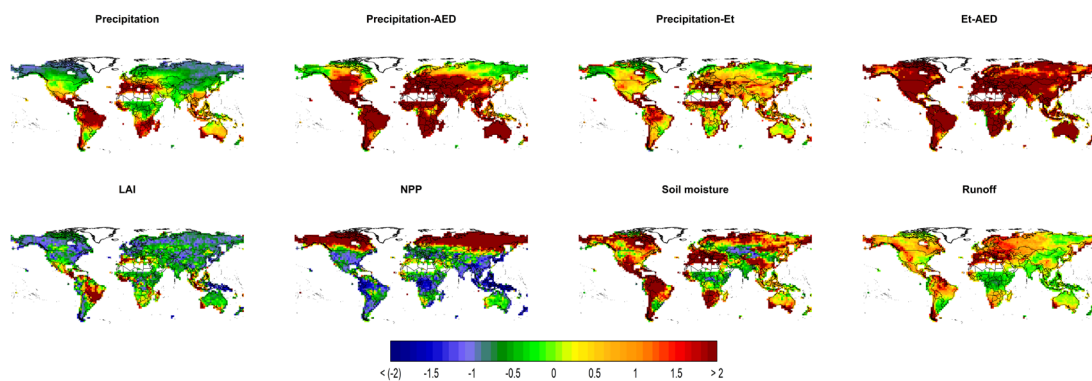 Precipitation
Precipitation-AED
Precipitation-Et
Et-AED
LAI
NPP
Soil moisture
Runoff
< (-2) -1.5 -1 -0.5 0 0.5 1 1.5 > 2